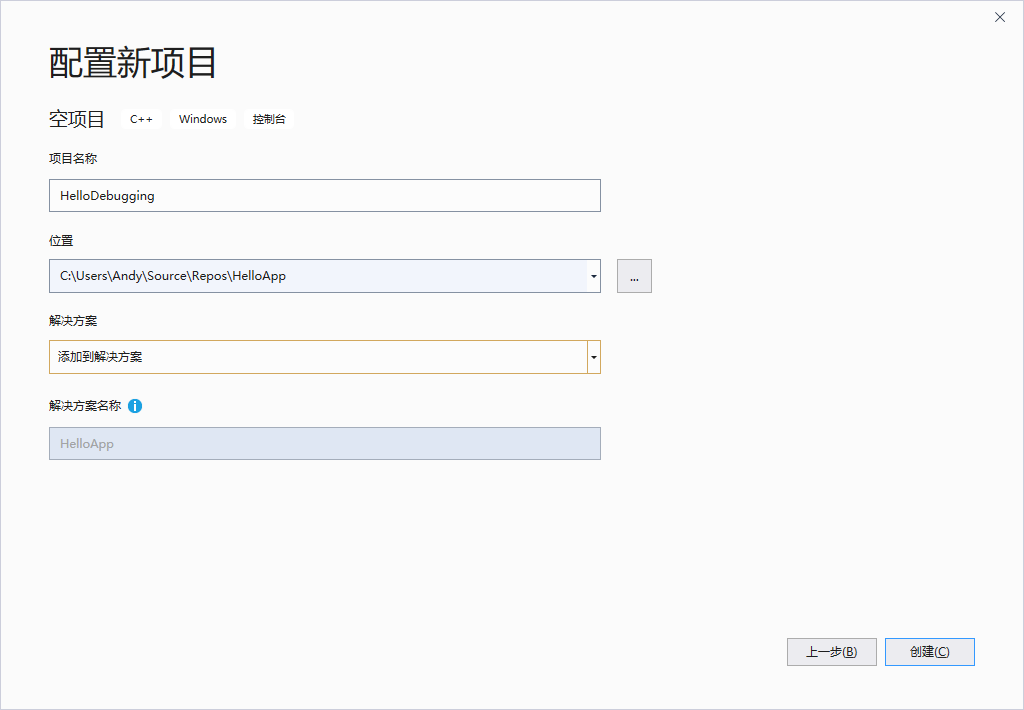 配置新项目
空项目 C++ Windows 控制台
项目名称
HelloDebugging
位置
C:\Users\Andy\Source\Repos\HelloApp
...
解决方案
添加到解决方案
解决方案名称
HelloApp
上一步(B) 创建(C)